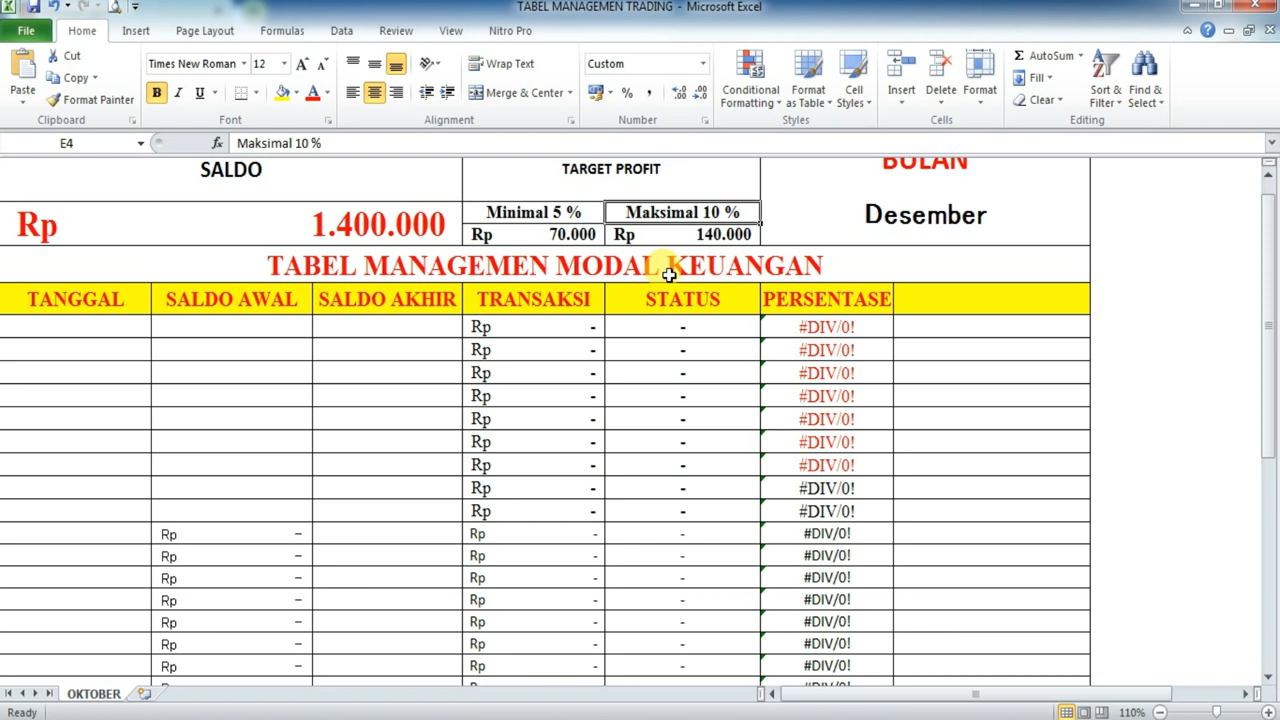 TABEL MANAGEMEN TRADING - Microsoft Excel
File Home Insert Page Layout Formulas Data Review View Nitro Pro
Paste Cut Copy Format Painter Clipboard
Times New Roman 12 B I U A A A Font
Wrap Text Merge & Center Alignment
Custom % , .0 .00 .00 .0 Number
Conditional Formatting Format as Table Cell Styles Styles
Insert Delete Format Cells
Σ AutoSum Fill Clear Sort & Filter Find & Select Editing
E4 fx Maksimal 10 %
SALDO TARGET PROFIT BULAN
Rp 1.400.000 Minimal 5 % Maksimal 10 % Desember
Rp 70.000 Rp 140.000
TABEL MANAGEMEN MODAL KEUANGAN
TANGGAL SALDO AWAL SALDO AKHIR TRANSAKSI STATUS PERSENTASE
Rp - - #DIV/0!
Rp - - #DIV/0!
Rp - - #DIV/0!
Rp - - #DIV/0!
Rp - - #DIV/0!
Rp - - #DIV/0!
Rp - - #DIV/0!
Rp - - #DIV/0!
Rp - - #DIV/0!
Rp – Rp - - #DIV/0!
Rp – Rp - - #DIV/0!
Rp – Rp - - #DIV/0!
Rp – Rp - - #DIV/0!
Rp – Rp - - #DIV/0!
Rp – Rp - - #DIV/0!
Rp – Rp - - #DIV/0!
OKTOBER
Ready 110%